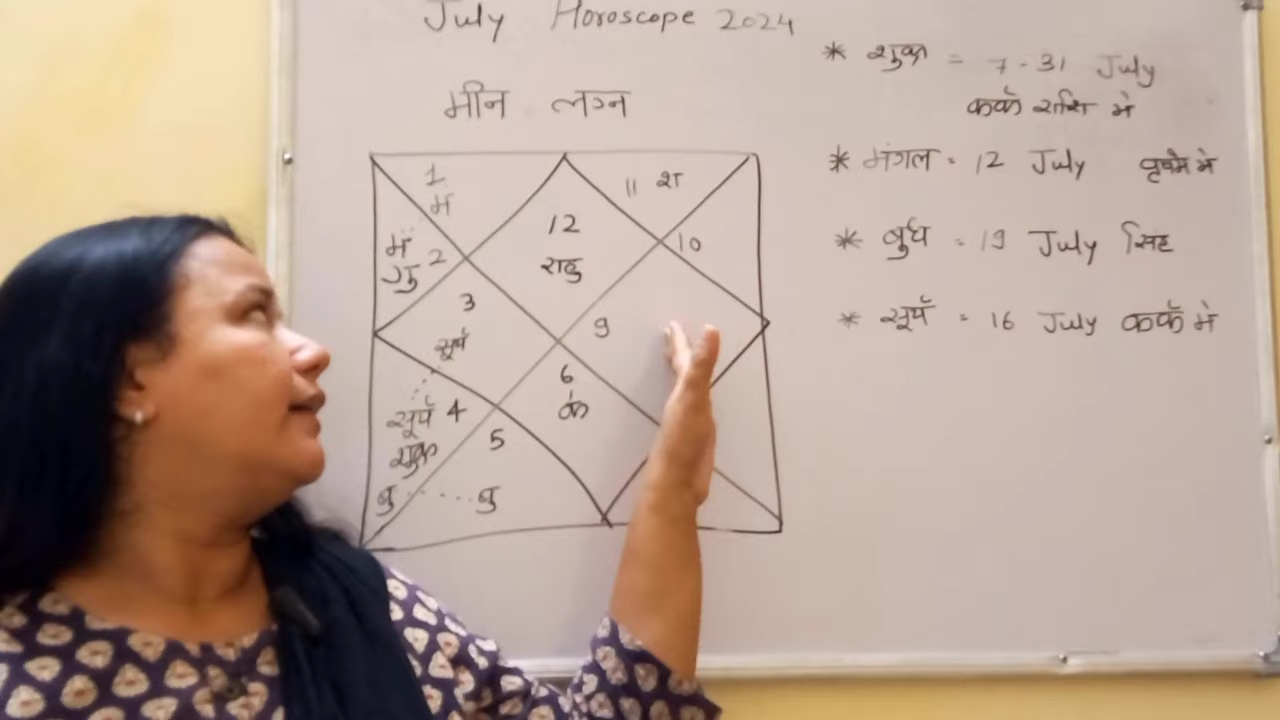 July Horoscope 2024
मीन लग्न
1
मं
मं
गु 2
12
राहु
11 श
10
3
सूर्य
9
6
के
सूर्य 4
शुक्र
बु
5
बु
* शुक्र = 7-31 July
कर्क राशि मे
* मंगल = 12 July वृषभ मे
* बुध = 19 July सिंह
* सूर्य = 16 July कर्क मे